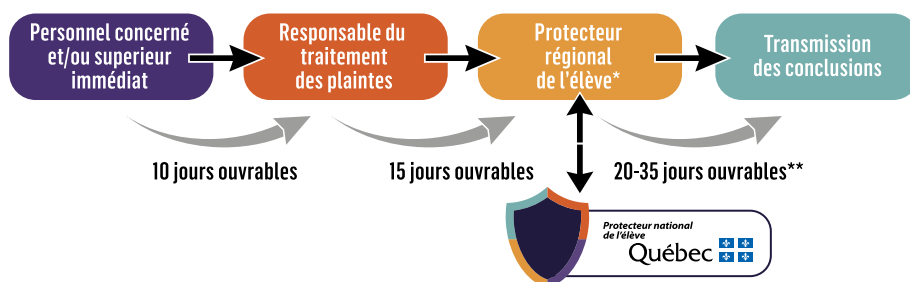 Personnel concerné
et/ou superieur
immédiat
Responsable du
traitement
des plaintes
Protecteur
régional
de l'élève*
Transmission
des conclusions
10 jours ouvrables
15 jours ouvrables
20-35 jours ouvrables**
Protecteur national
de l'élève
Québec